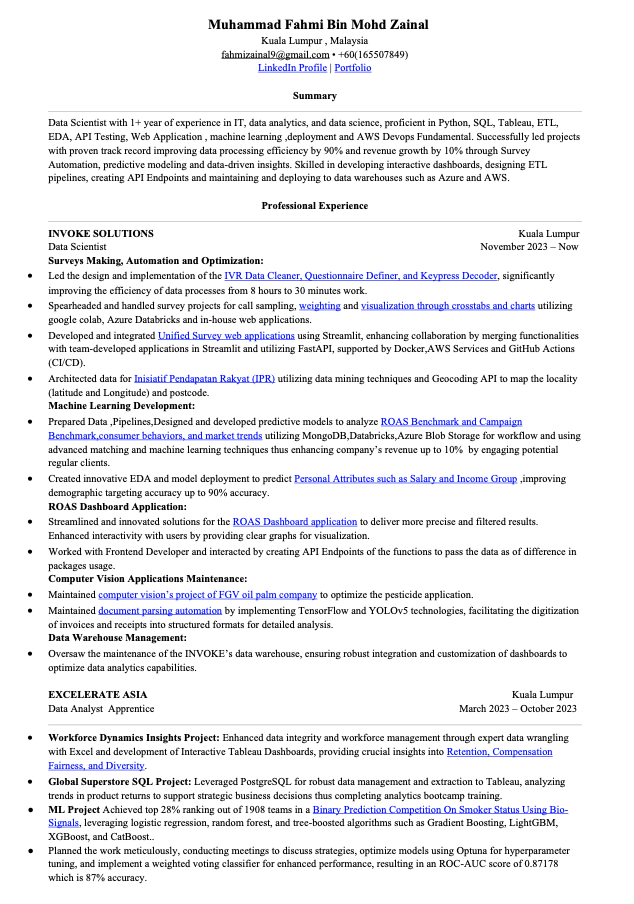 Muhammad Fahmi Bin Mohd Zainal
Kuala Lumpur , Malaysia
fahmizainal9@gmail.com • +60(165507849)
LinkedIn Profile | Portfolio
Summary
Data Scientist with 1+ year of experience in IT, data analytics, and data science, proficient in Python, SQL, Tableau, ETL,
EDA, API Testing, Web Application , machine learning ,deployment and AWS Devops Fundamental. Successfully led projects
with proven track record improving data processing efficiency by 90% and revenue growth by 10% through Survey
Automation, predictive modeling and data-driven insights. Skilled in developing interactive dashboards, designing ETL
pipelines, creating API Endpoints and maintaining and deploying to data warehouses such as Azure and AWS.
Professional Experience
INVOKE SOLUTIONS Kuala Lumpur
Data Scientist November 2023 – Now
Surveys Making, Automation and Optimization:
• Led the design and implementation of the IVR Data Cleaner, Questionnaire Definer, and Keypress Decoder, significantly
improving the efficiency of data processes from 8 hours to 30 minutes work.
• Spearheaded and handled survey projects for call sampling, weighting and visualization through crosstabs and charts utilizing
google colab, Azure Databricks and in-house web applications.
• Developed and integrated Unified Survey web applications using Streamlit, enhancing collaboration by merging functionalities
with team-developed applications in Streamlit and utilizing FastAPI, supported by Docker,AWS Services and GitHub Actions
(CI/CD).
• Architected data for Inisiatif Pendapatan Rakyat (IPR) utilizing data mining techniques and Geocoding API to map the locality
(latitude and Longitude) and postcode.
Machine Learning Development:
• Prepared Data ,Pipelines,Designed and developed predictive models to analyze ROAS Benchmark and Campaign
Benchmark,consumer behaviors, and market trends utilizing MongoDB,Databricks,Azure Blob Storage for workflow and using
advanced matching and machine learning techniques thus enhancing company's revenue up to 10% by engaging potential
regular clients.
• Created innovative EDA and model deployment to predict Personal Attributes such as Salary and Income Group ,improving
demographic targeting accuracy up to 90% accuracy.
ROAS Dashboard Application:
• Streamlined and innovated solutions for the ROAS Dashboard application to deliver more precise and filtered results.
Enhanced interactivity with users by providing clear graphs for visualization.
• Worked with Frontend Developer and interacted by creating API Endpoints of the functions to pass the data as of difference in
packages usage.
Computer Vision Applications Maintenance:
• Maintained computer vision's project of FGV oil palm company to optimize the pesticide application.
• Maintained document parsing automation by implementing TensorFlow and YOLOv5 technologies, facilitating the digitization
of invoices and receipts into structured formats for detailed analysis.
Data Warehouse Management:
• Oversaw the maintenance of the INVOKE's data warehouse, ensuring robust integration and customization of dashboards to
optimize data analytics capabilities.
EXCELERATE ASIA Kuala Lumpur
Data Analyst Apprentice March 2023 – October 2023
• Workforce Dynamics Insights Project: Enhanced data integrity and workforce management through expert data wrangling
with Excel and development of Interactive Tableau Dashboards, providing crucial insights into Retention, Compensation
Fairness, and Diversity.
• Global Superstore SQL Project: Leveraged PostgreSQL for robust data management and extraction to Tableau, analyzing
trends in product returns to support strategic business decisions thus completing analytics bootcamp training.
• ML Project Achieved top 28% ranking out of 1908 teams in a Binary Prediction Competition On Smoker Status Using Bio-
Signals, leveraging logistic regression, random forest, and tree-boosted algorithms such as Gradient Boosting, LightGBM,
XGBoost, and CatBoost..
• Planned the work meticulously, conducting meetings to discuss strategies, optimize models using Optuna for hyperparameter
tuning, and implement a weighted voting classifier for enhanced performance, resulting in an ROC-AUC score of 0.87178
which is 87% accuracy.